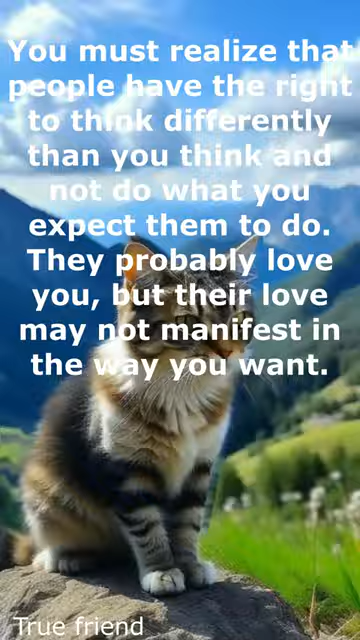 You must realize that
people have the right
to think differently
than you think and
not do what you
expect them to do.
They probably love
you, but their love
may not manifest in
the way you want.
True friend